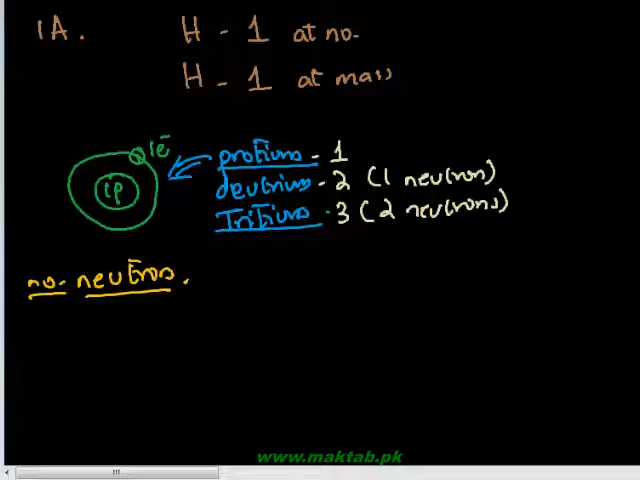 1A.
H - 1 at no.
H - 1 at mass
1e-
1p
protium - 1
deutrium - 2 (1 neutron)
Tritium - 3 (2 neutrons)
no. neutron.
www.maktab.pk